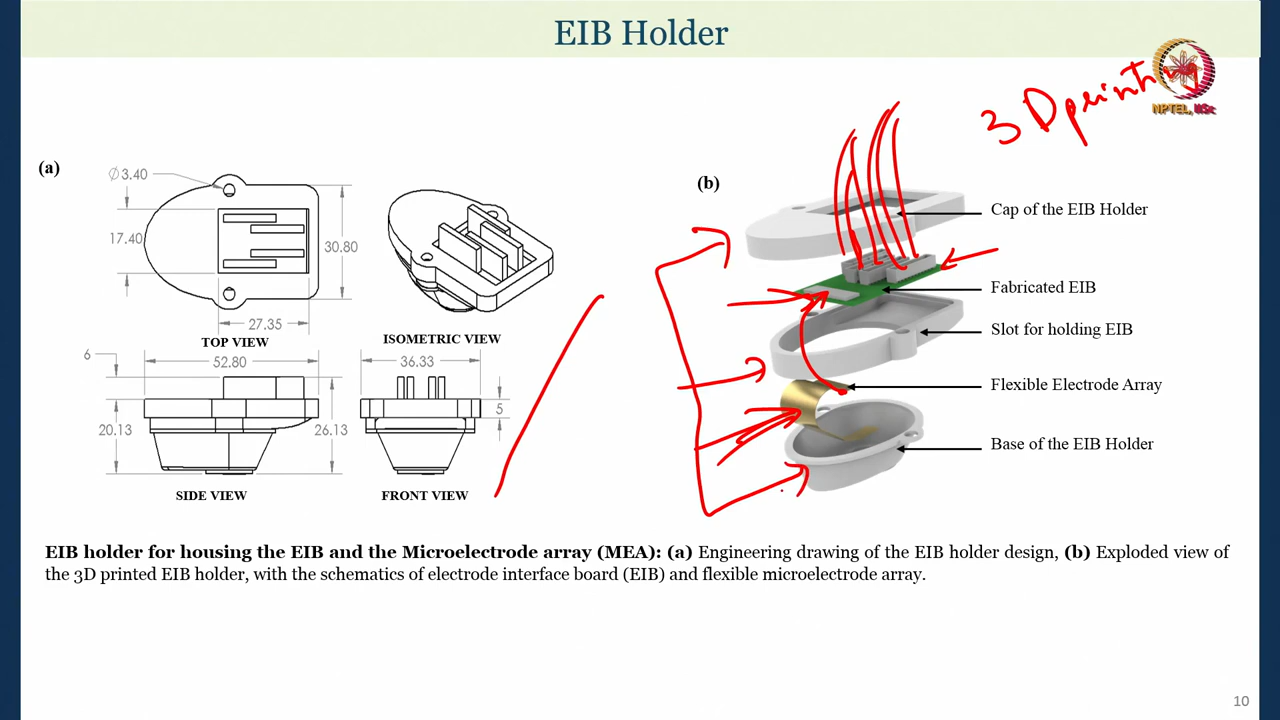 EIB Holder
3D printing
NPTEL, IISc
(a)
Ø3.40
17.40
30.80
27.35
TOP VIEW
ISOMETRIC VIEW
6
52.80
36.33
20.13
26.13
5
SIDE VIEW
FRONT VIEW
(b)
Cap of the EIB Holder
Fabricated EIB
Slot for holding EIB
Flexible Electrode Array
Base of the EIB Holder
EIB holder for housing the EIB and the Microelectrode array (MEA): (a) Engineering drawing of the EIB holder design, (b) Exploded view of
the 3D printed EIB holder, with the schematics of electrode interface board (EIB) and flexible microelectrode array.
10